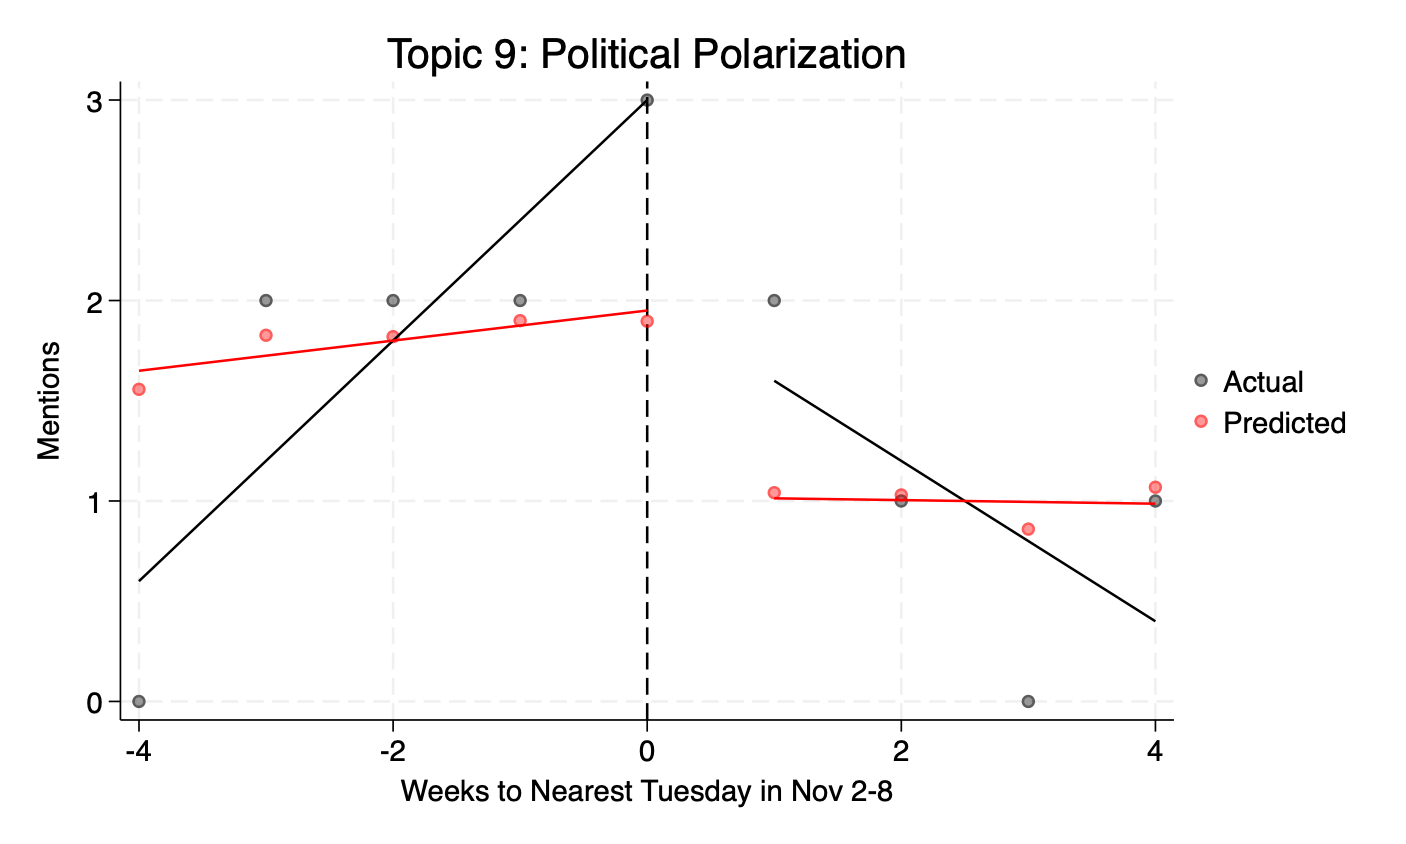 Topic 9: Political Polarization
3
2
1
0
Mentions
-4
-2
0
2
4
Weeks to Nearest Tuesday in Nov 2-8
Actual
Predicted